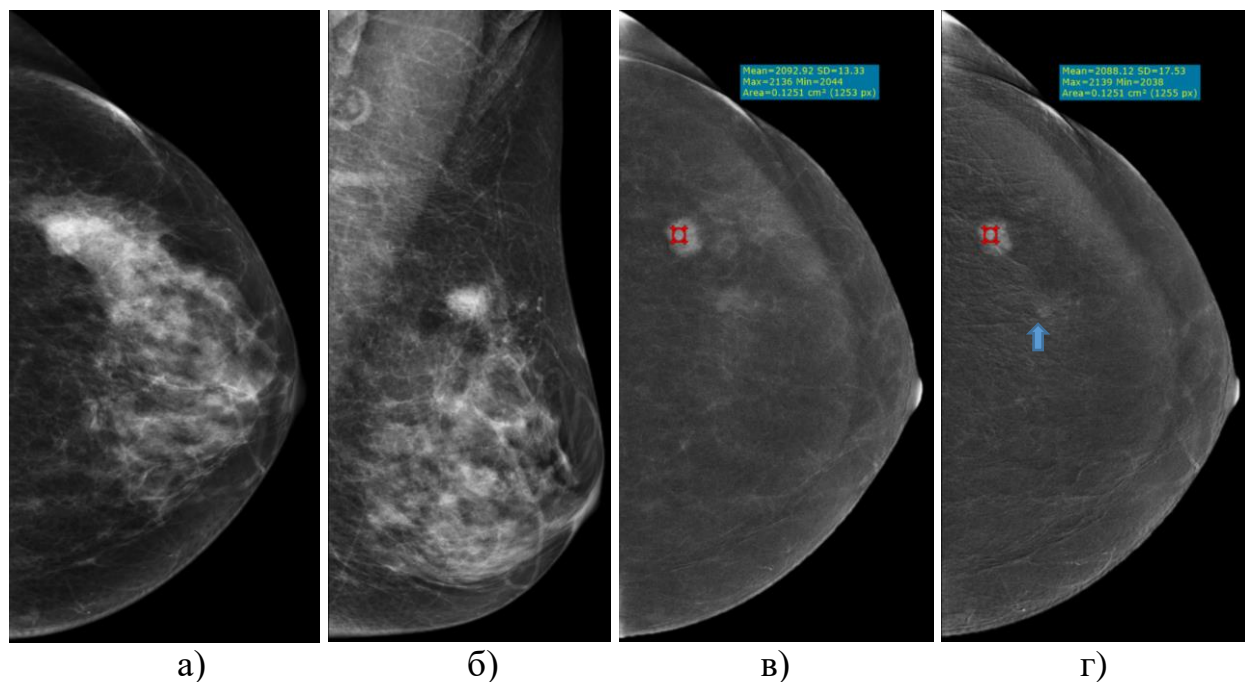 Mean=2092.92 SD=13.33
Max=2136 Min=2044
Area=0.1251 cm² (1253 px)
Mean=2088.12 SD=17.53
Max=2139 Min=2038
Area=0.1251 cm² (1255 px)
а)
б)
в)
г)